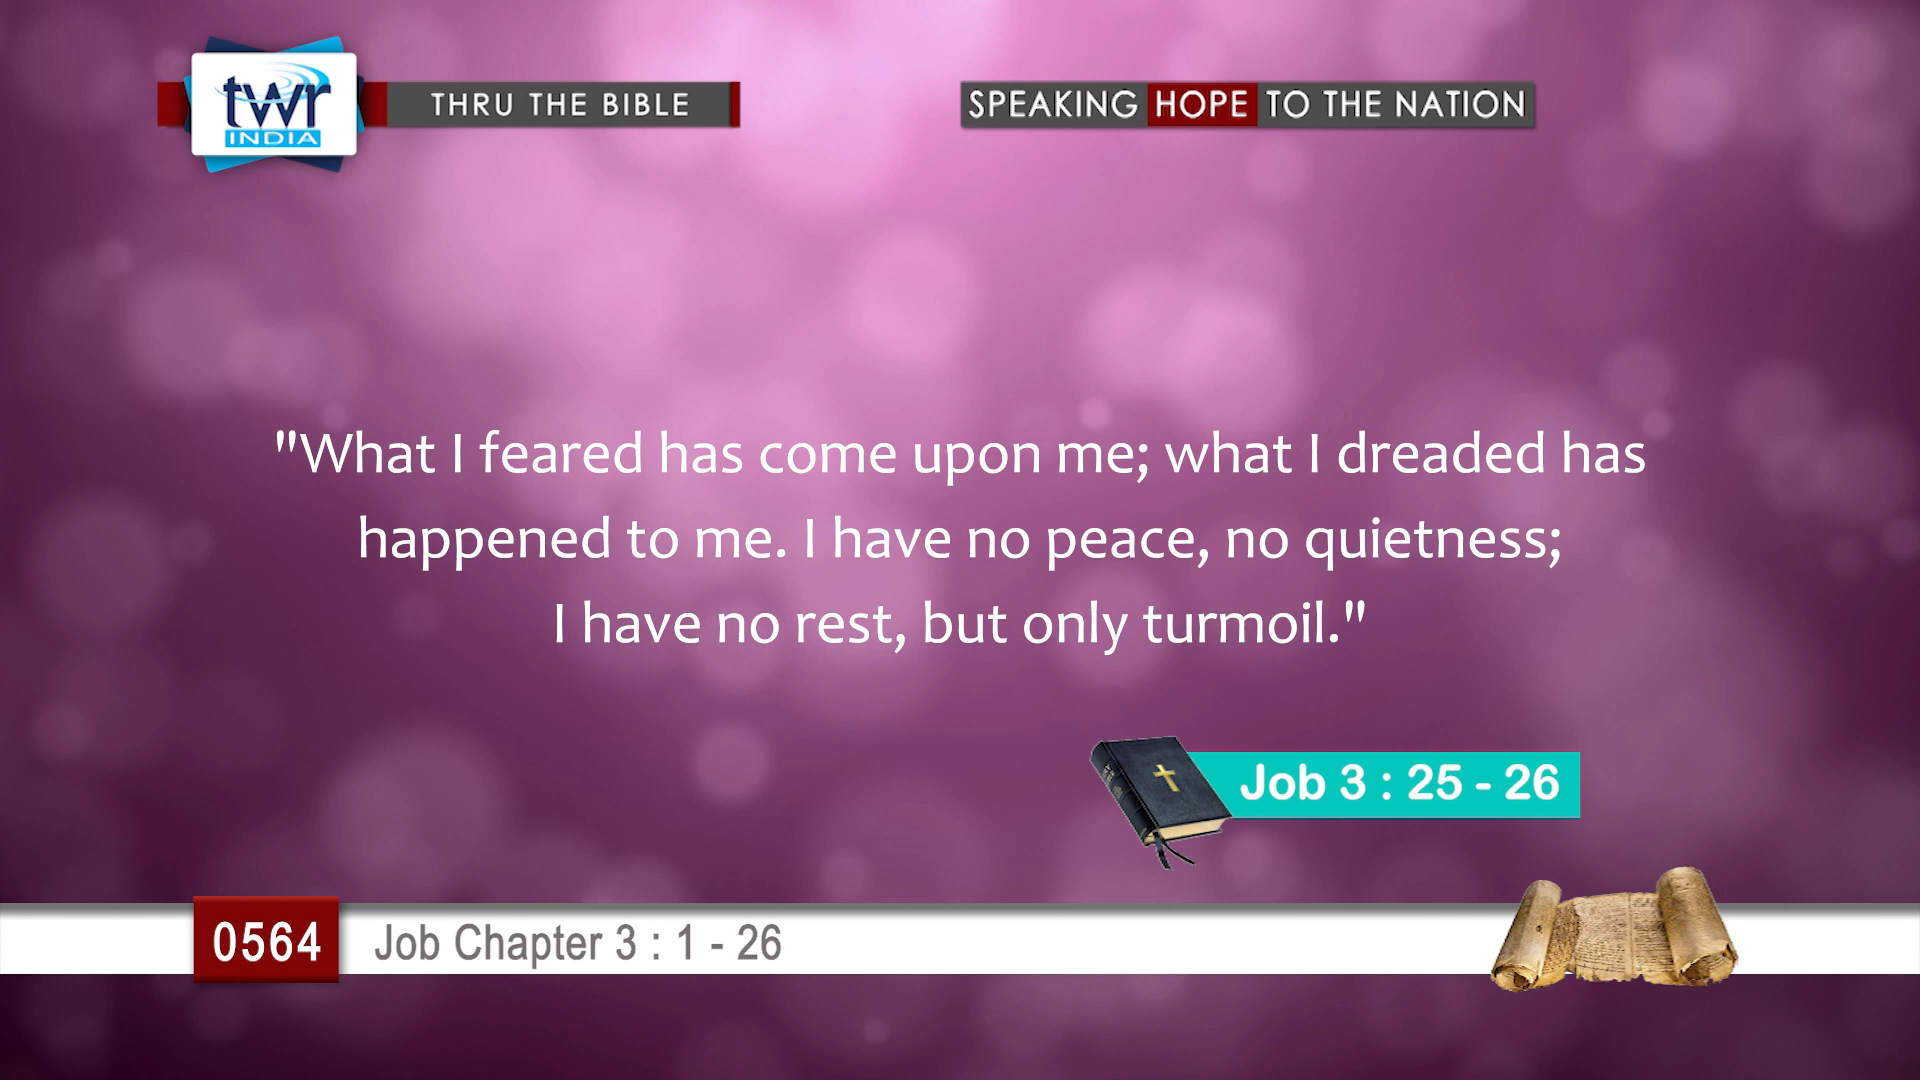 twr
INDIA
THRU THE BIBLE
SPEAKING HOPE TO THE NATION
"What I feared has come upon me; what I dreaded has
happened to me. I have no peace, no quietness;
I have no rest, but only turmoil."
Job 3 : 25 - 26
0564
Job Chapter 3 : 1 - 26